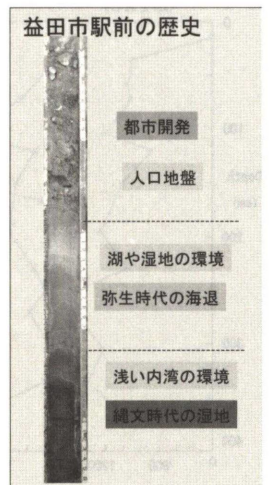 益田市駅前の歴史
都市開発
人口地盤
湖や湿地の環境
弥生時代の海退
浅い内湾の環境
縄文時代の湿地